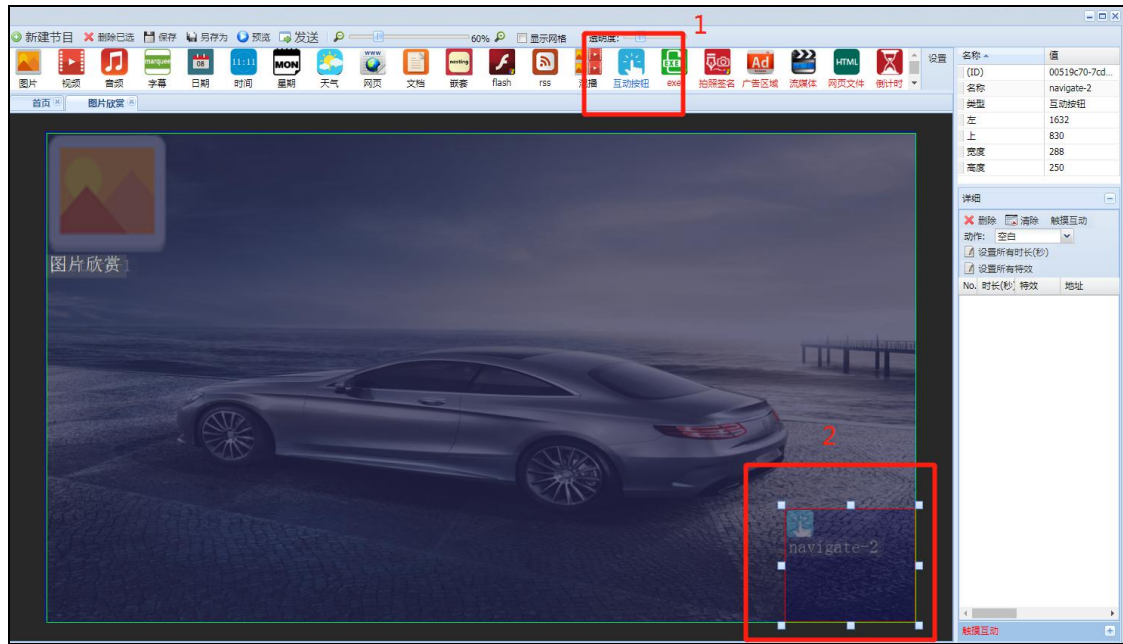 1
新建节目 删除已选 保存 另存为 预览 发送 60% 显示网格 透明度:
marquee 08 11:11 MON www nesting EXE Ad HTML
图片 视频 音频 字幕 日期 时间 星期 天气 网页 文档 嵌套 flash rss 混播 互动按钮 exe 拍照签名 广告区域 流媒体 网页文件 倒计时
设置
首页 图片欣赏
图片欣赏1
2
navigate-2
名称 值
(ID) 00519c70-7cd...
名称 navigate-2
类型 互动按钮
左 1632
上 830
宽度 288
高度 250
详细
删除 清除 触摸互动
动作: 空白
设置所有时长(秒)
设置所有特效
No. 时长(秒) 特效 地址
触摸互动